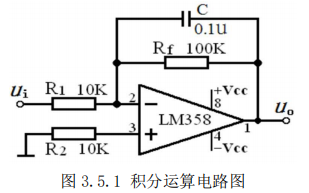 C
0.1U
Rf 100K
Ui
R1 10K
2
+Vcc
8
LM358
1
Uo
3
R2 10K
4
-Vcc
图 3.5.1 积分运算电路图